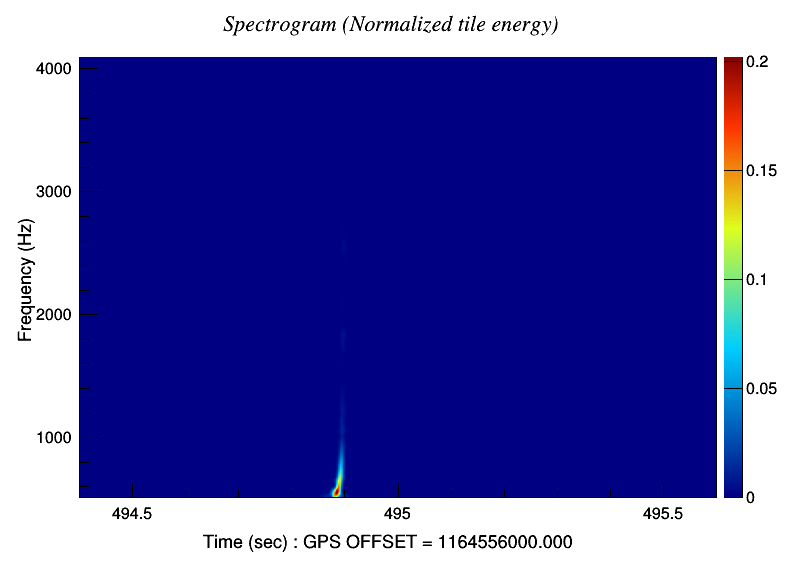 Spectrogram (Normalized tile energy)
Frequency (Hz)
4000
3000
2000
1000
0.2
0.15
0.1
0.05
0
494.5 495 495.5
Time (sec) : GPS OFFSET = 1164556000.000